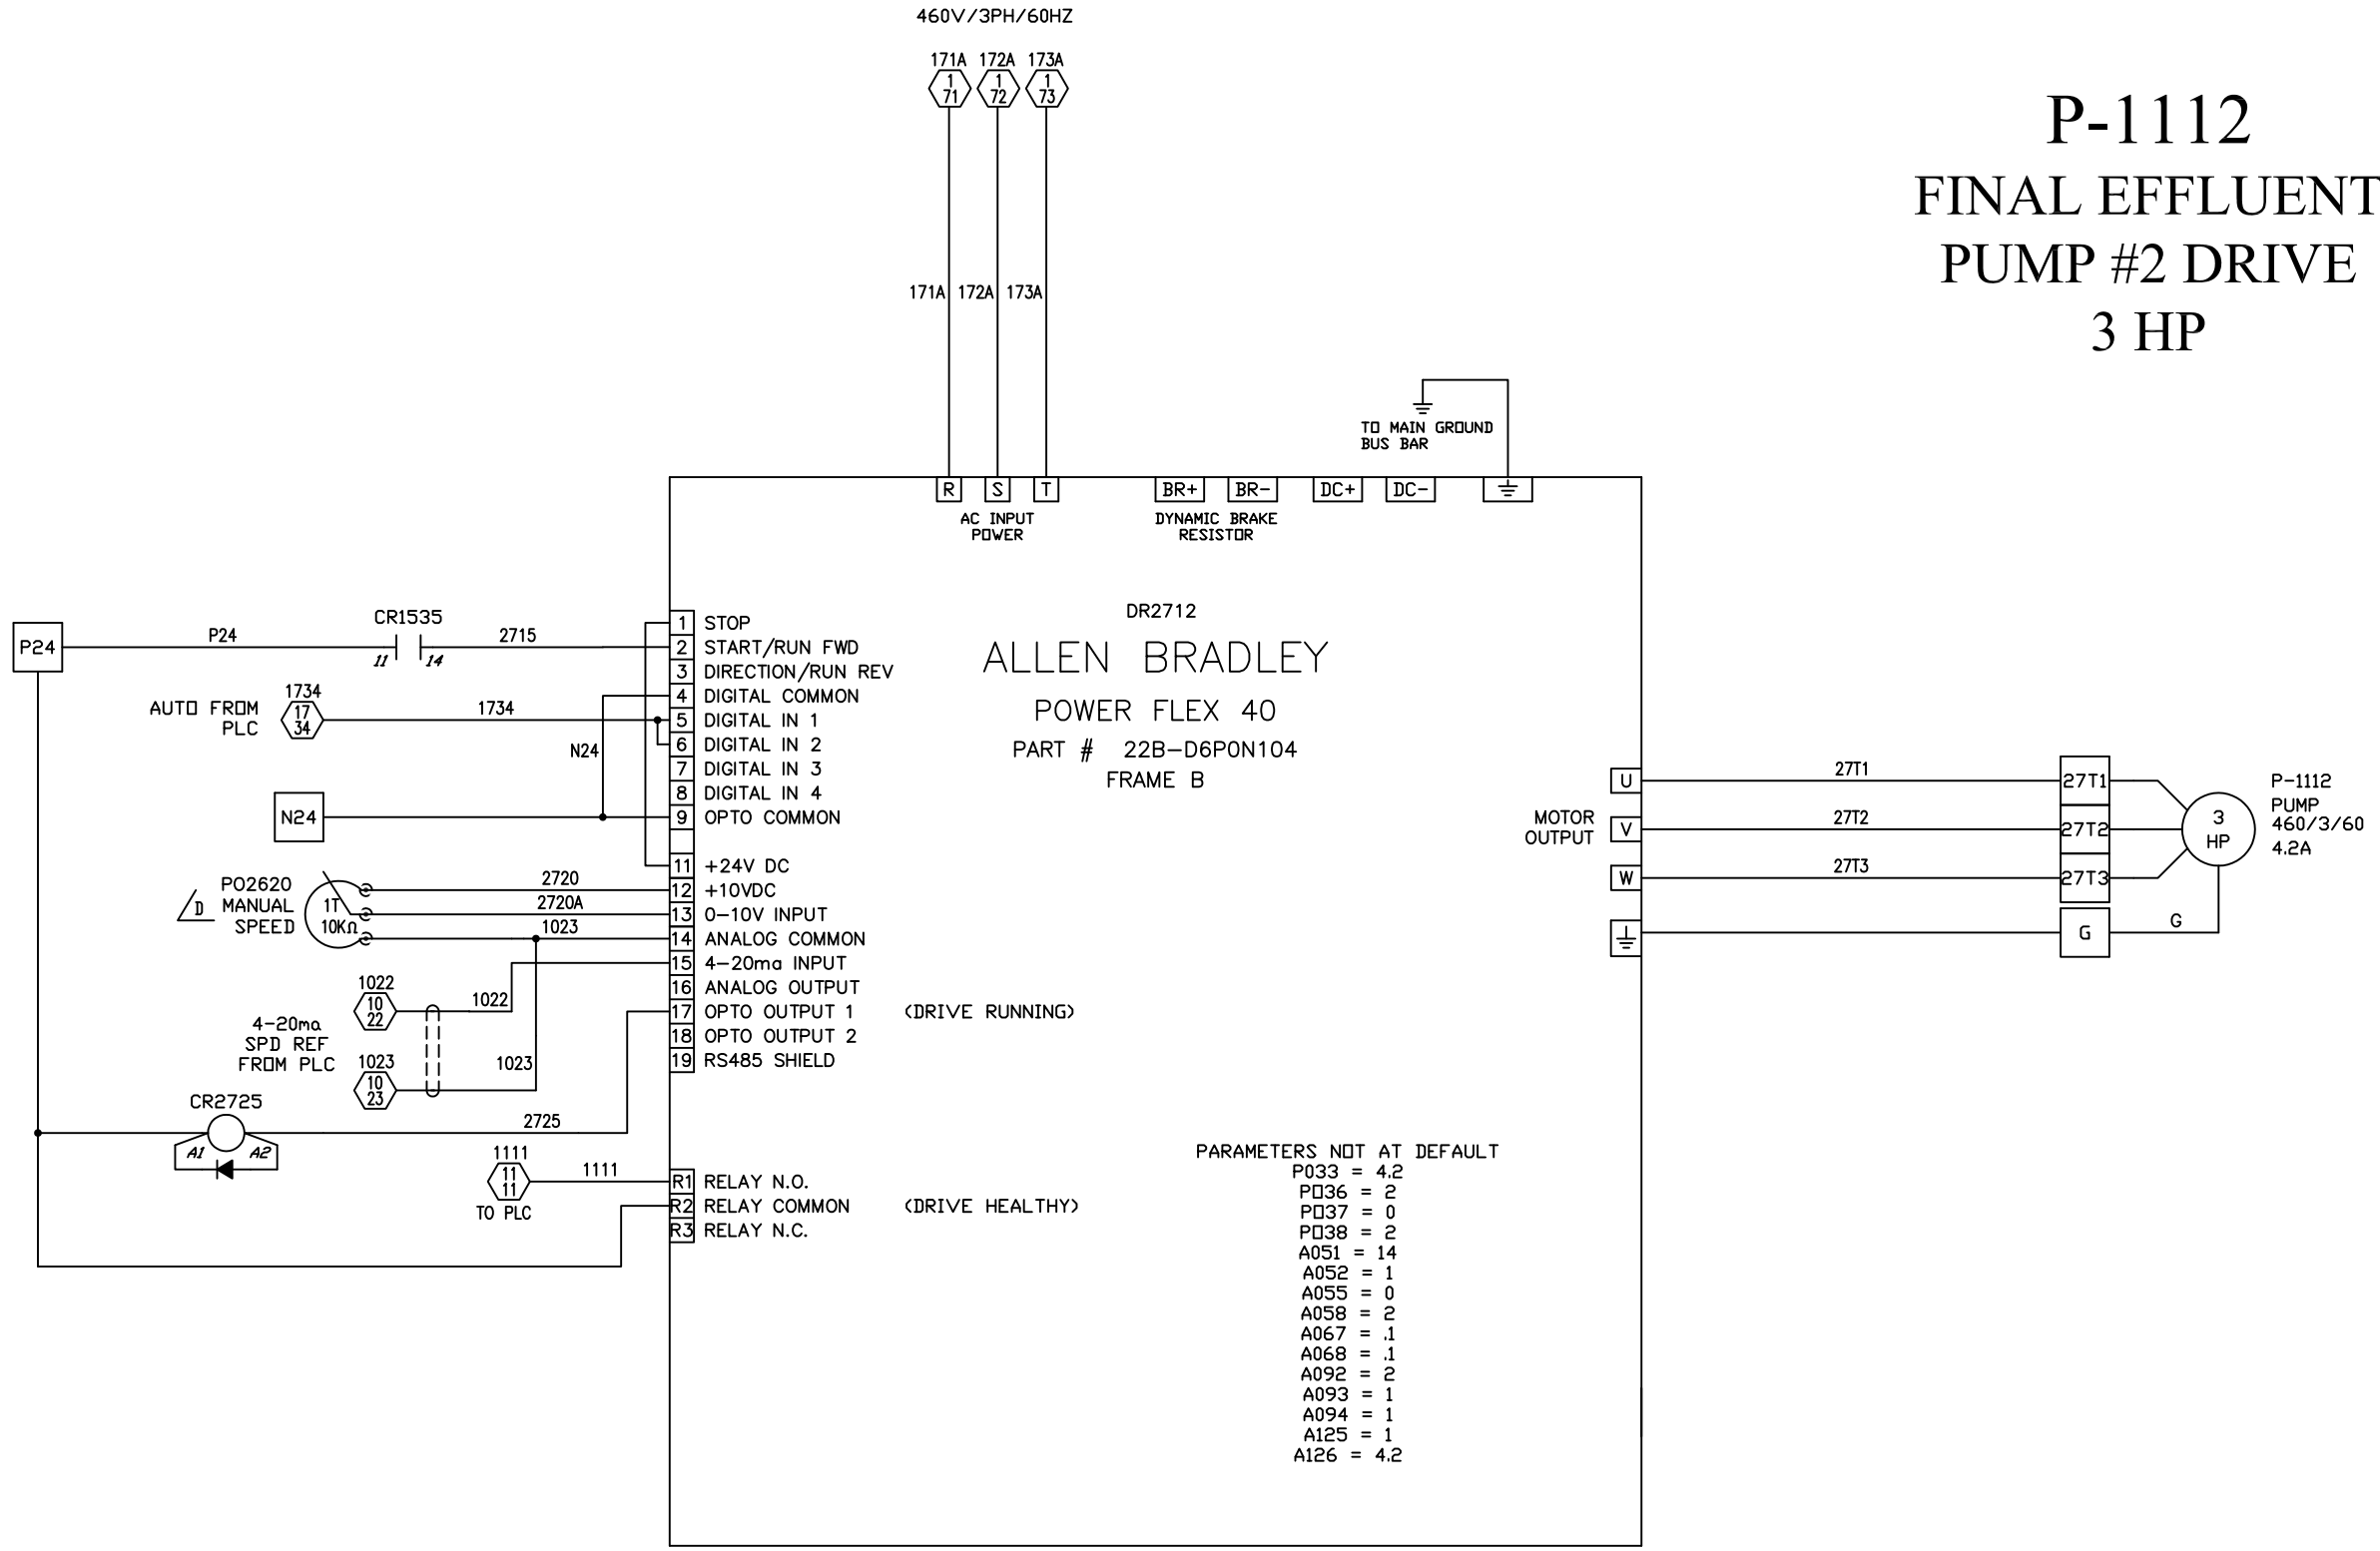 460V/3PH/60HZ
171A 172A 173A
1 1 1
71 72 73
P-1112
FINAL EFFLUENT
PUMP #2 DRIVE
3 HP
171A 172A 173A
TO MAIN GROUND
BUS BAR
R S T BR+ BR- DC+ DC-
AC INPUT
POWER
DYNAMIC BRAKE
RESISTOR
DR2712
ALLEN BRADLEY
POWER FLEX 40
PART # 22B-D6P0N104
FRAME B
P24
P24
CR1535
11 14
2715
AUTO FROM
PLC
1734
17
34
1734
N24
N24
1 STOP
2 START/RUN FWD
3 DIRECTION/RUN REV
4 DIGITAL COMMON
5 DIGITAL IN 1
6 DIGITAL IN 2
7 DIGITAL IN 3
8 DIGITAL IN 4
9 OPTO COMMON
11 +24V DC
12 +10VDC
13 0-10V INPUT
14 ANALOG COMMON
15 4-20ma INPUT
16 ANALOG OUTPUT
17 OPTO OUTPUT 1 (DRIVE RUNNING)
18 OPTO OUTPUT 2
19 RS485 SHIELD
D
PO2620
MANUAL
SPEED
1T
10KΩ
2720
2720A
1023
1022
10
22
1022
4-20ma
SPD REF
FROM PLC
1023
10
23
1023
CR2725
A1 A2
2725
1111
11
11
TO PLC
1111
R1 RELAY N.O.
R2 RELAY COMMON (DRIVE HEALTHY)
R3 RELAY N.C.
MOTOR
OUTPUT
U
V
W
27T1
27T2
27T3
27T1
27T2
27T3
G
G
3
HP
P-1112
PUMP
460/3/60
4.2A
PARAMETERS NOT AT DEFAULT
P033 = 4.2
PO36 = 2
PO37 = 0
PO38 = 2
A051 = 14
A052 = 1
A055 = 0
A058 = 2
A067 = .1
A068 = .1
A092 = 2
A093 = 1
A094 = 1
A125 = 1
A126 = 4.2